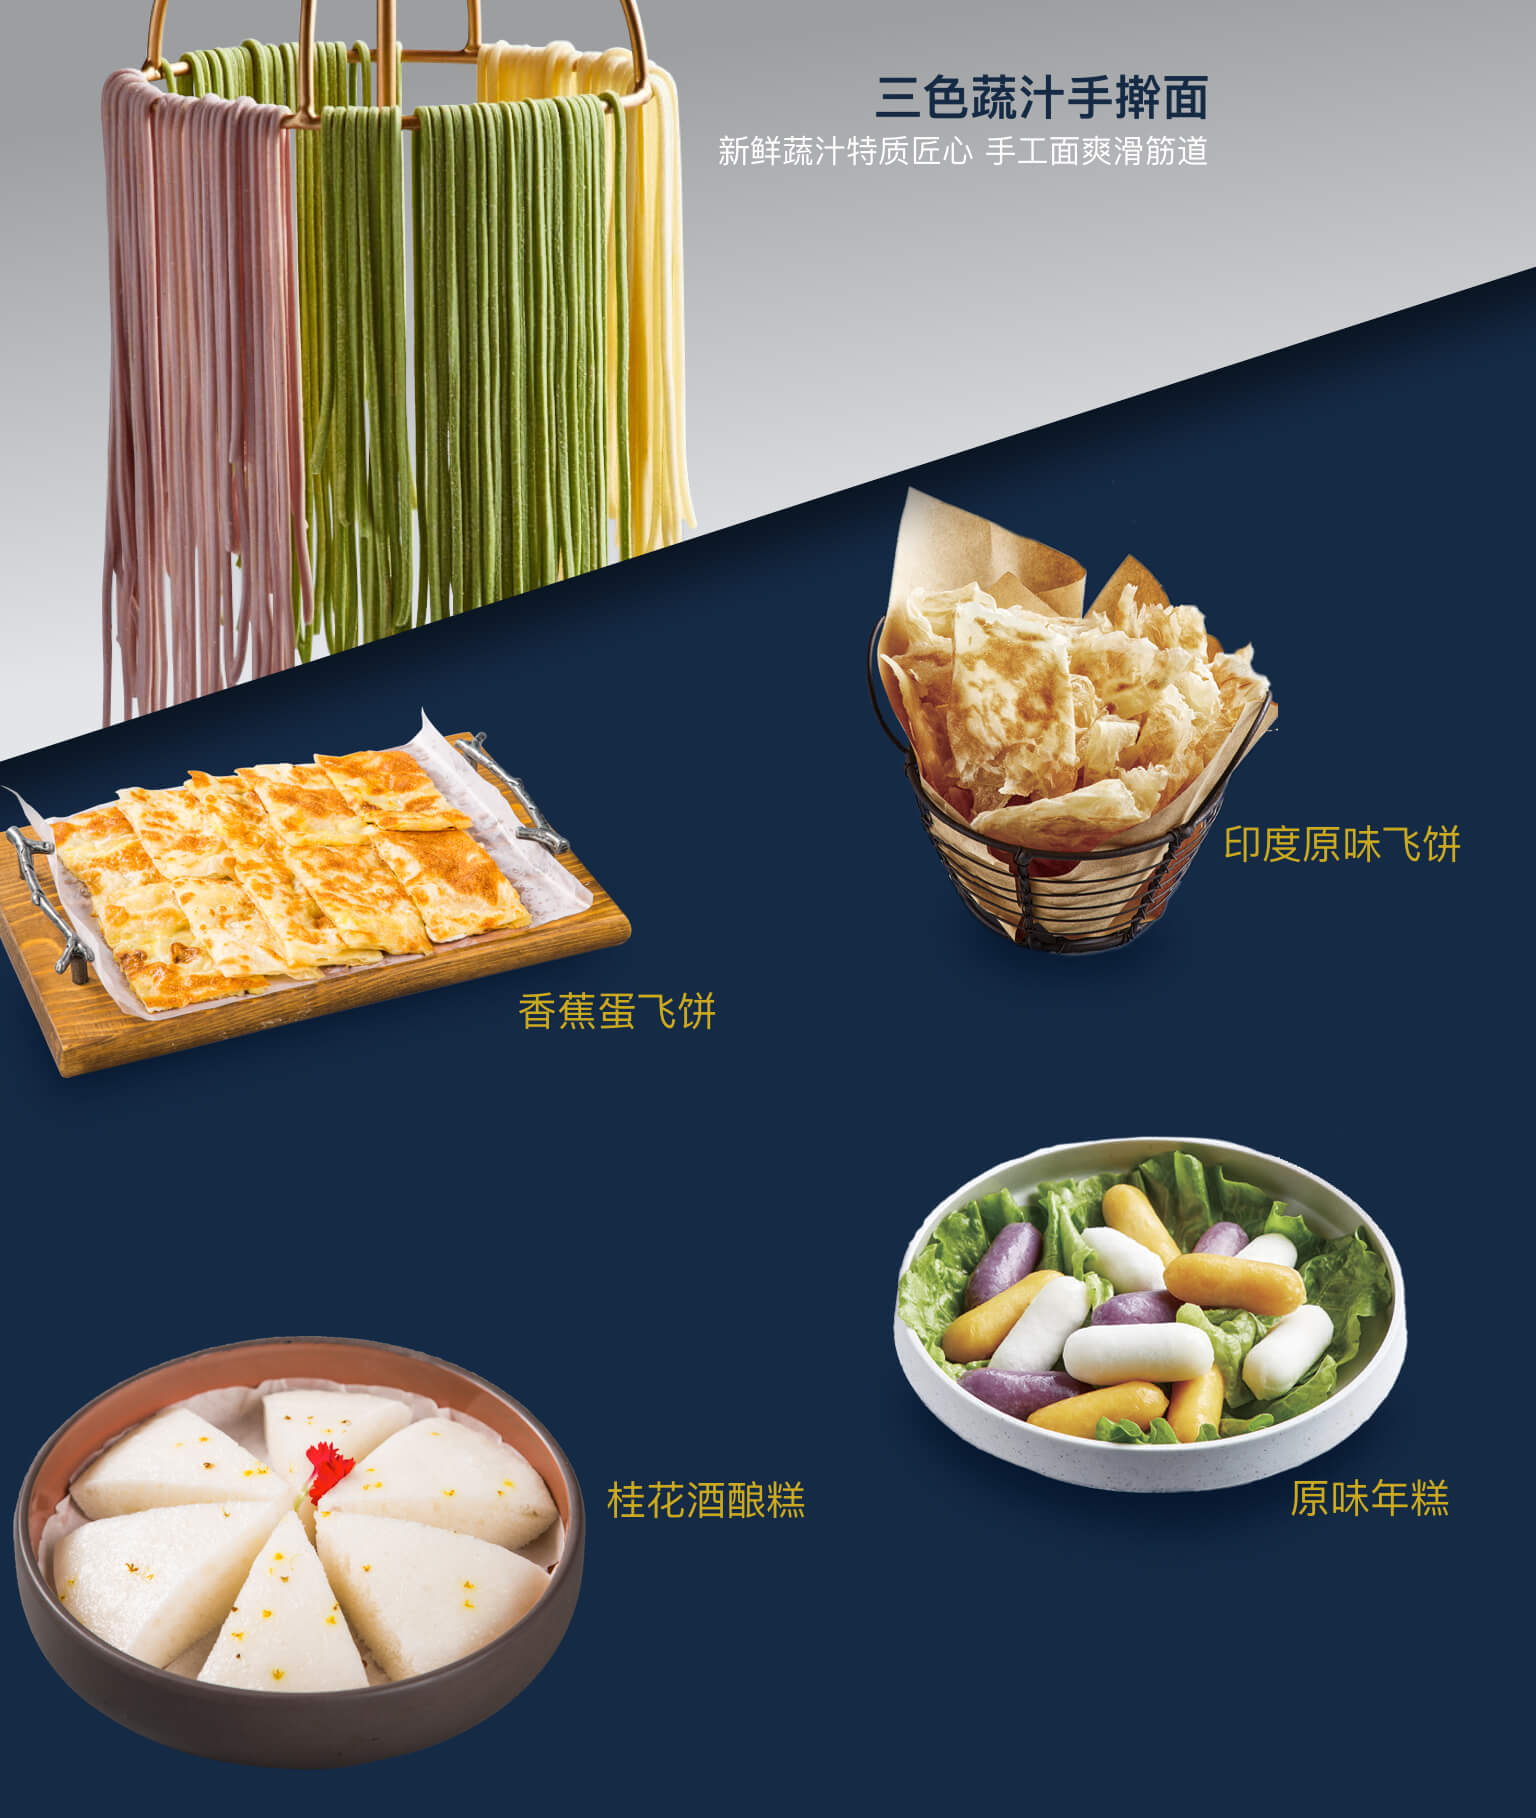 三色蔬汁手擀面
新鲜蔬汁特质匠心 手工面爽滑筋道
印度原味飞饼
香蕉蛋飞饼
原味年糕
桂花酒酿糕